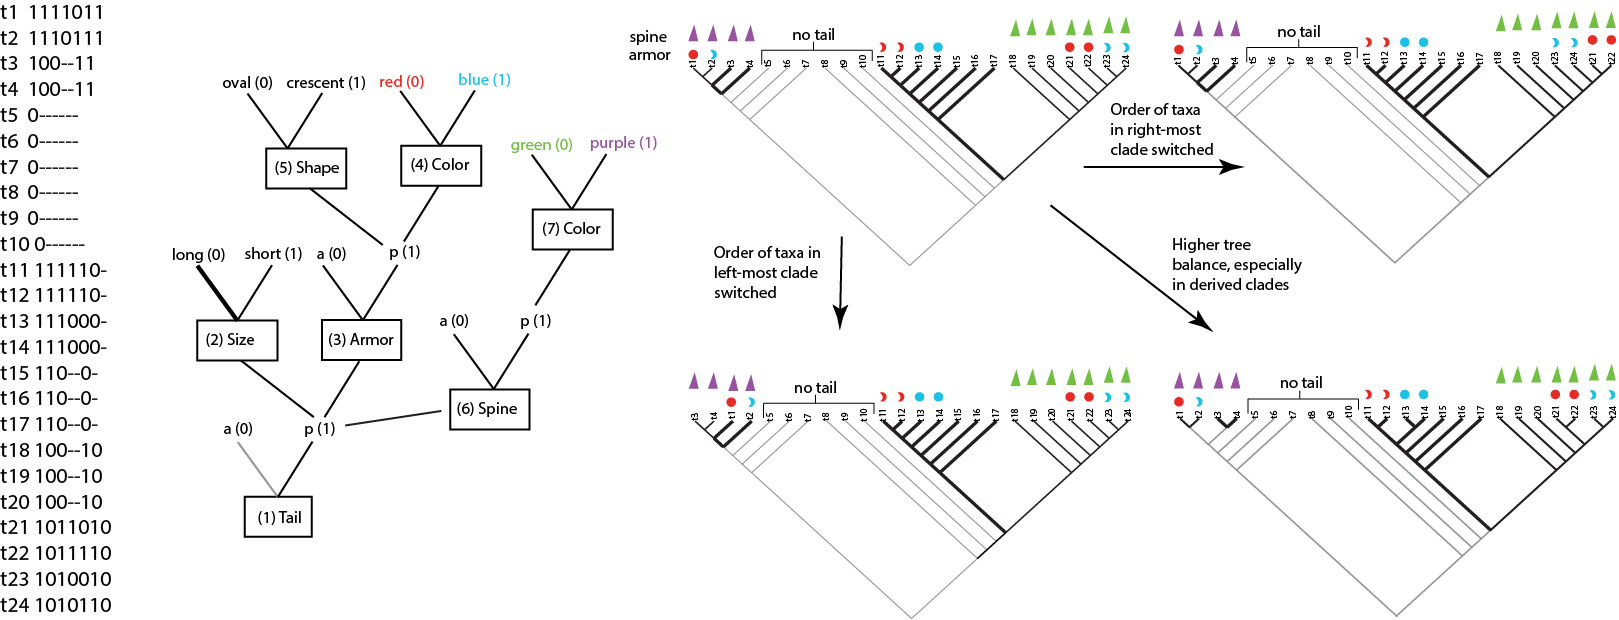 t1 1111011
t2 1110111
t3 100--11
t4 100--11
t5 0------
t6 0------
t7 0------
t8 0------
t9 0------
t10 0------
t11 111110-
t12 111110-
t13 111000-
t14 111000-
t15 110--0-
t16 110--0-
t17 110--0-
t18 100--10
t19 100--10
t20 100--10
t21 1011010
t22 1011110
t23 1010010
t24 1010110
oval (0) crescent (1) red (0) blue (1)
green (0) purple (1)
(5) Shape (4) Color
(7) Color
long (0) short (1) a (0) p (1)
a (0) p (1)
(2) Size (3) Armor
(6) Spine
a (0) p (1)
(1) Tail
spine
armor
no tail
t1 t2 t3 t4 t5 t6 t7 t8 t9 t10 t11 t12 t13 t14 t15 t16 t17 t18 t19 t20 t21 t22 t23 t24
Order of taxa
in right-most
clade switched
no tail
t1 t2 t3 t4 t5 t6 t7 t8 t9 t10 t11 t12 t13 t14 t15 t16 t17 t18 t19 t20 t23 t24 t21 t22
Order of taxa in
left-most clade
switched
Higher tree
balance, especially
in derived clades
no tail
t3 t4 t1 t2 t5 t6 t7 t8 t9 t10 t11 t12 t13 t14 t15 t16 t17 t18 t19 t20 t21 t22 t23 t24
no tail
t1 t2 t3 t4 t5 t6 t7 t8 t9 t10 t11 t12 t13 t14 t15 t16 t17 t18 t19 t20 t21 t22 t23 t24